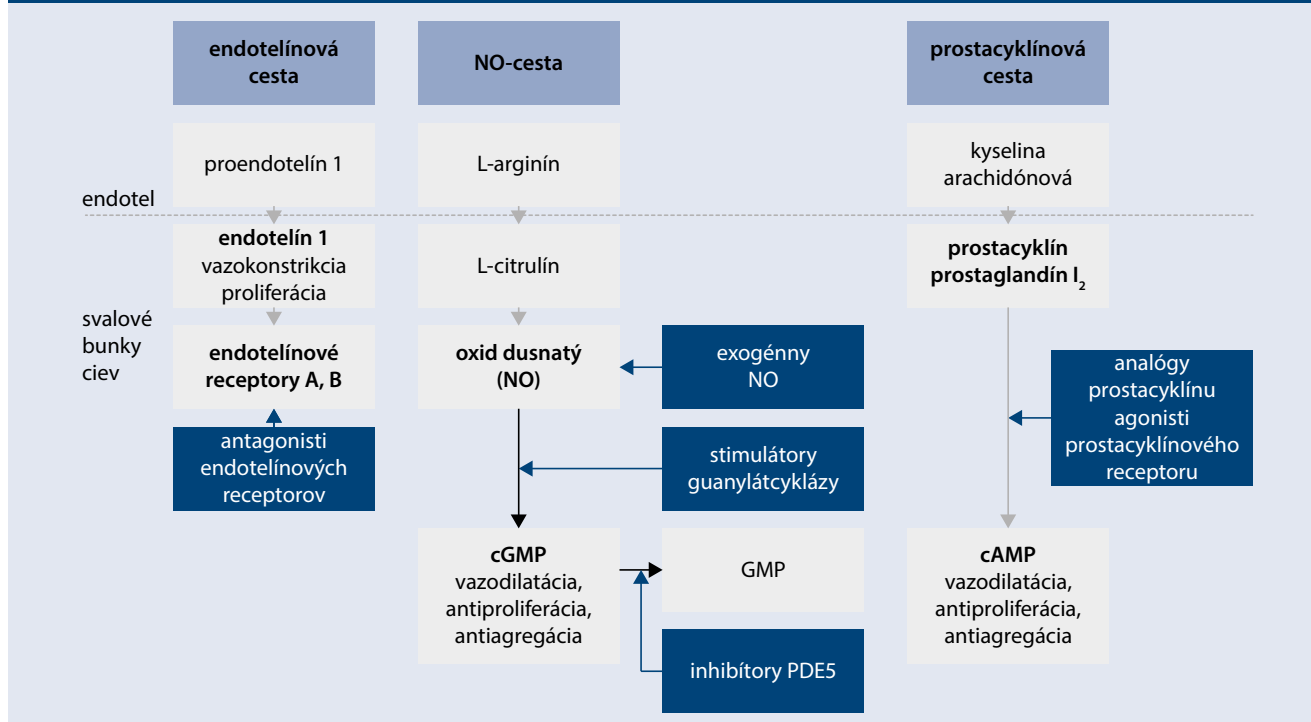 endotelínová
cesta
NO-cesta
prostacyklínová
cesta
proendotelín 1
L-arginín
kyselina
arachidónová
endotel
endotelín 1
vazokonstrikcia
proliferácia
L-citrulín
prostacyklín
prostaglandín I₂
svalové
bunky
ciev
endotelínové
receptory A, B
oxid dusnatý
(NO)
exogénny
NO
analógy
prostacyklínu
agonisti
prostacyklínového
receptoru
antagonisti
endotelínových
receptorov
stimulátory
guanylátcyklázy
cGMP
vazodilatácia,
antiproliferácia,
antiagregácia
GMP
cAMP
vazodilatácia,
antiproliferácia,
antiagregácia
inhibítory PDE5